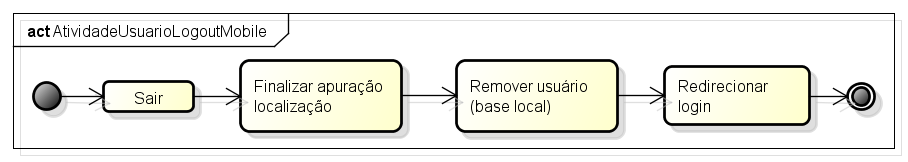 act AtividadeUsuarioLogoutMobile
Sair
Finalizar apuração
localização
Remover usuário
(base local)
Redirecionar
login